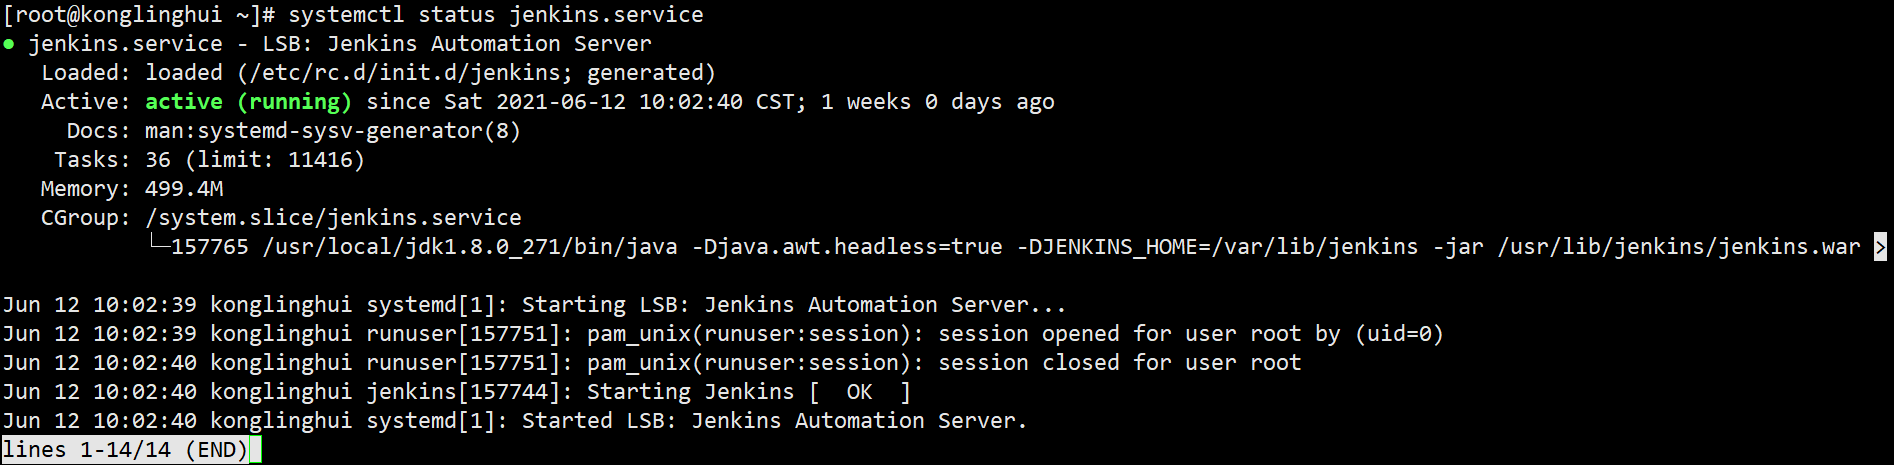 [root@konglinghui ~]# systemctl status jenkins.service
● jenkins.service - LSB: Jenkins Automation Server
   Loaded: loaded (/etc/rc.d/init.d/jenkins; generated)
   Active: active (running) since Sat 2021-06-12 10:02:40 CST; 1 weeks 0 days ago
     Docs: man:systemd-sysv-generator(8)
    Tasks: 36 (limit: 11416)
   Memory: 499.4M
   CGroup: /system.slice/jenkins.service
           └─157765 /usr/local/jdk1.8.0_271/bin/java -Djava.awt.headless=true -DJENKINS_HOME=/var/lib/jenkins -jar /usr/lib/jenkins/jenkins.war >
Jun 12 10:02:39 konglinghui systemd[1]: Starting LSB: Jenkins Automation Server...
Jun 12 10:02:39 konglinghui runuser[157751]: pam_unix(runuser:session): session opened for user root by (uid=0)
Jun 12 10:02:40 konglinghui runuser[157751]: pam_unix(runuser:session): session closed for user root
Jun 12 10:02:40 konglinghui jenkins[157744]: Starting Jenkins [  OK  ]
Jun 12 10:02:40 konglinghui systemd[1]: Started LSB: Jenkins Automation Server.
lines 1-14/14 (END)